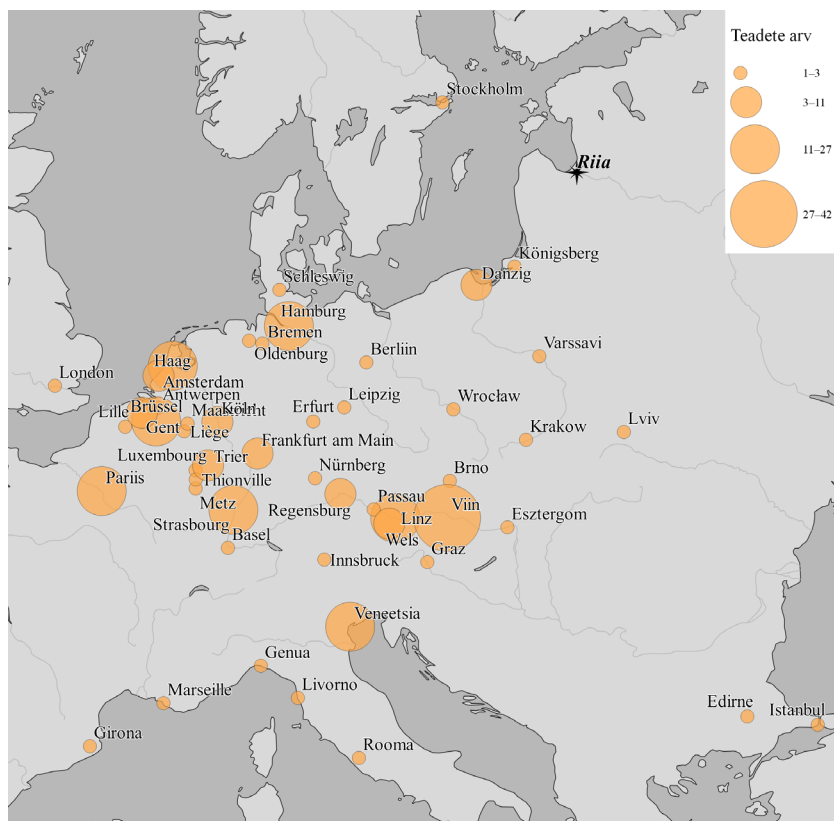 Teadete arv
1–3
3–11
11–27
27–42
Stockholm
Riia
Königsberg
Danzig
Schleswig
Hamburg
Bremen
Oldenburg
Berliin
Varssavi
London
Haag
Amsterdam
Antwerpen
Brüssel
Lille
Gent
Maastricht
Köln
Liège
Erfurt
Leipzig
Wrocław
Krakow
Lviv
Luxembourg
Trier
Frankfurt am Main
Thionville
Pariis
Metz
Nürnberg
Brno
Strasbourg
Regensburg
Passau
Linz
Viin
Esztergom
Basel
Wels
Innsbruck
Graz
Veneetsia
Genua
Marseille
Livorno
Girona
Rooma
Edirne
Istanbul